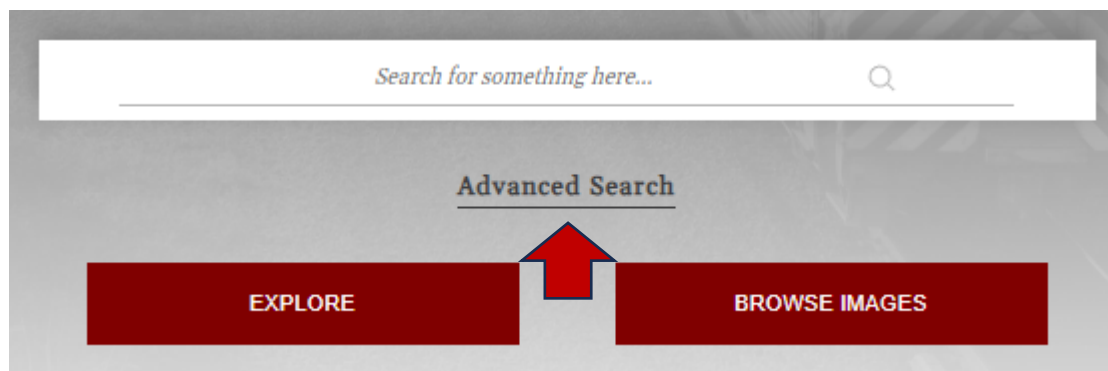 Search for something here...
Advanced Search
EXPLORE
BROWSE IMAGES